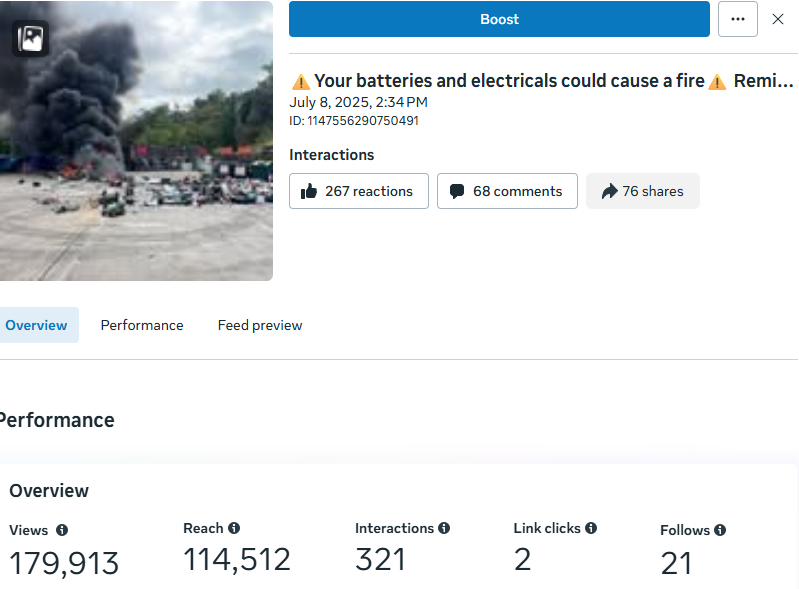 Boost
⚠️ Your batteries and electricals could cause a fire ⚠️ Remi...
July 8, 2025, 2:34 PM
ID: 1147556290750491
Interactions
267 reactions
68 comments
76 shares
Overview
Performance
Feed preview
Performance
Overview
Views
Reach
Interactions
Link clicks
Follows
179,913
114,512
321
2
21